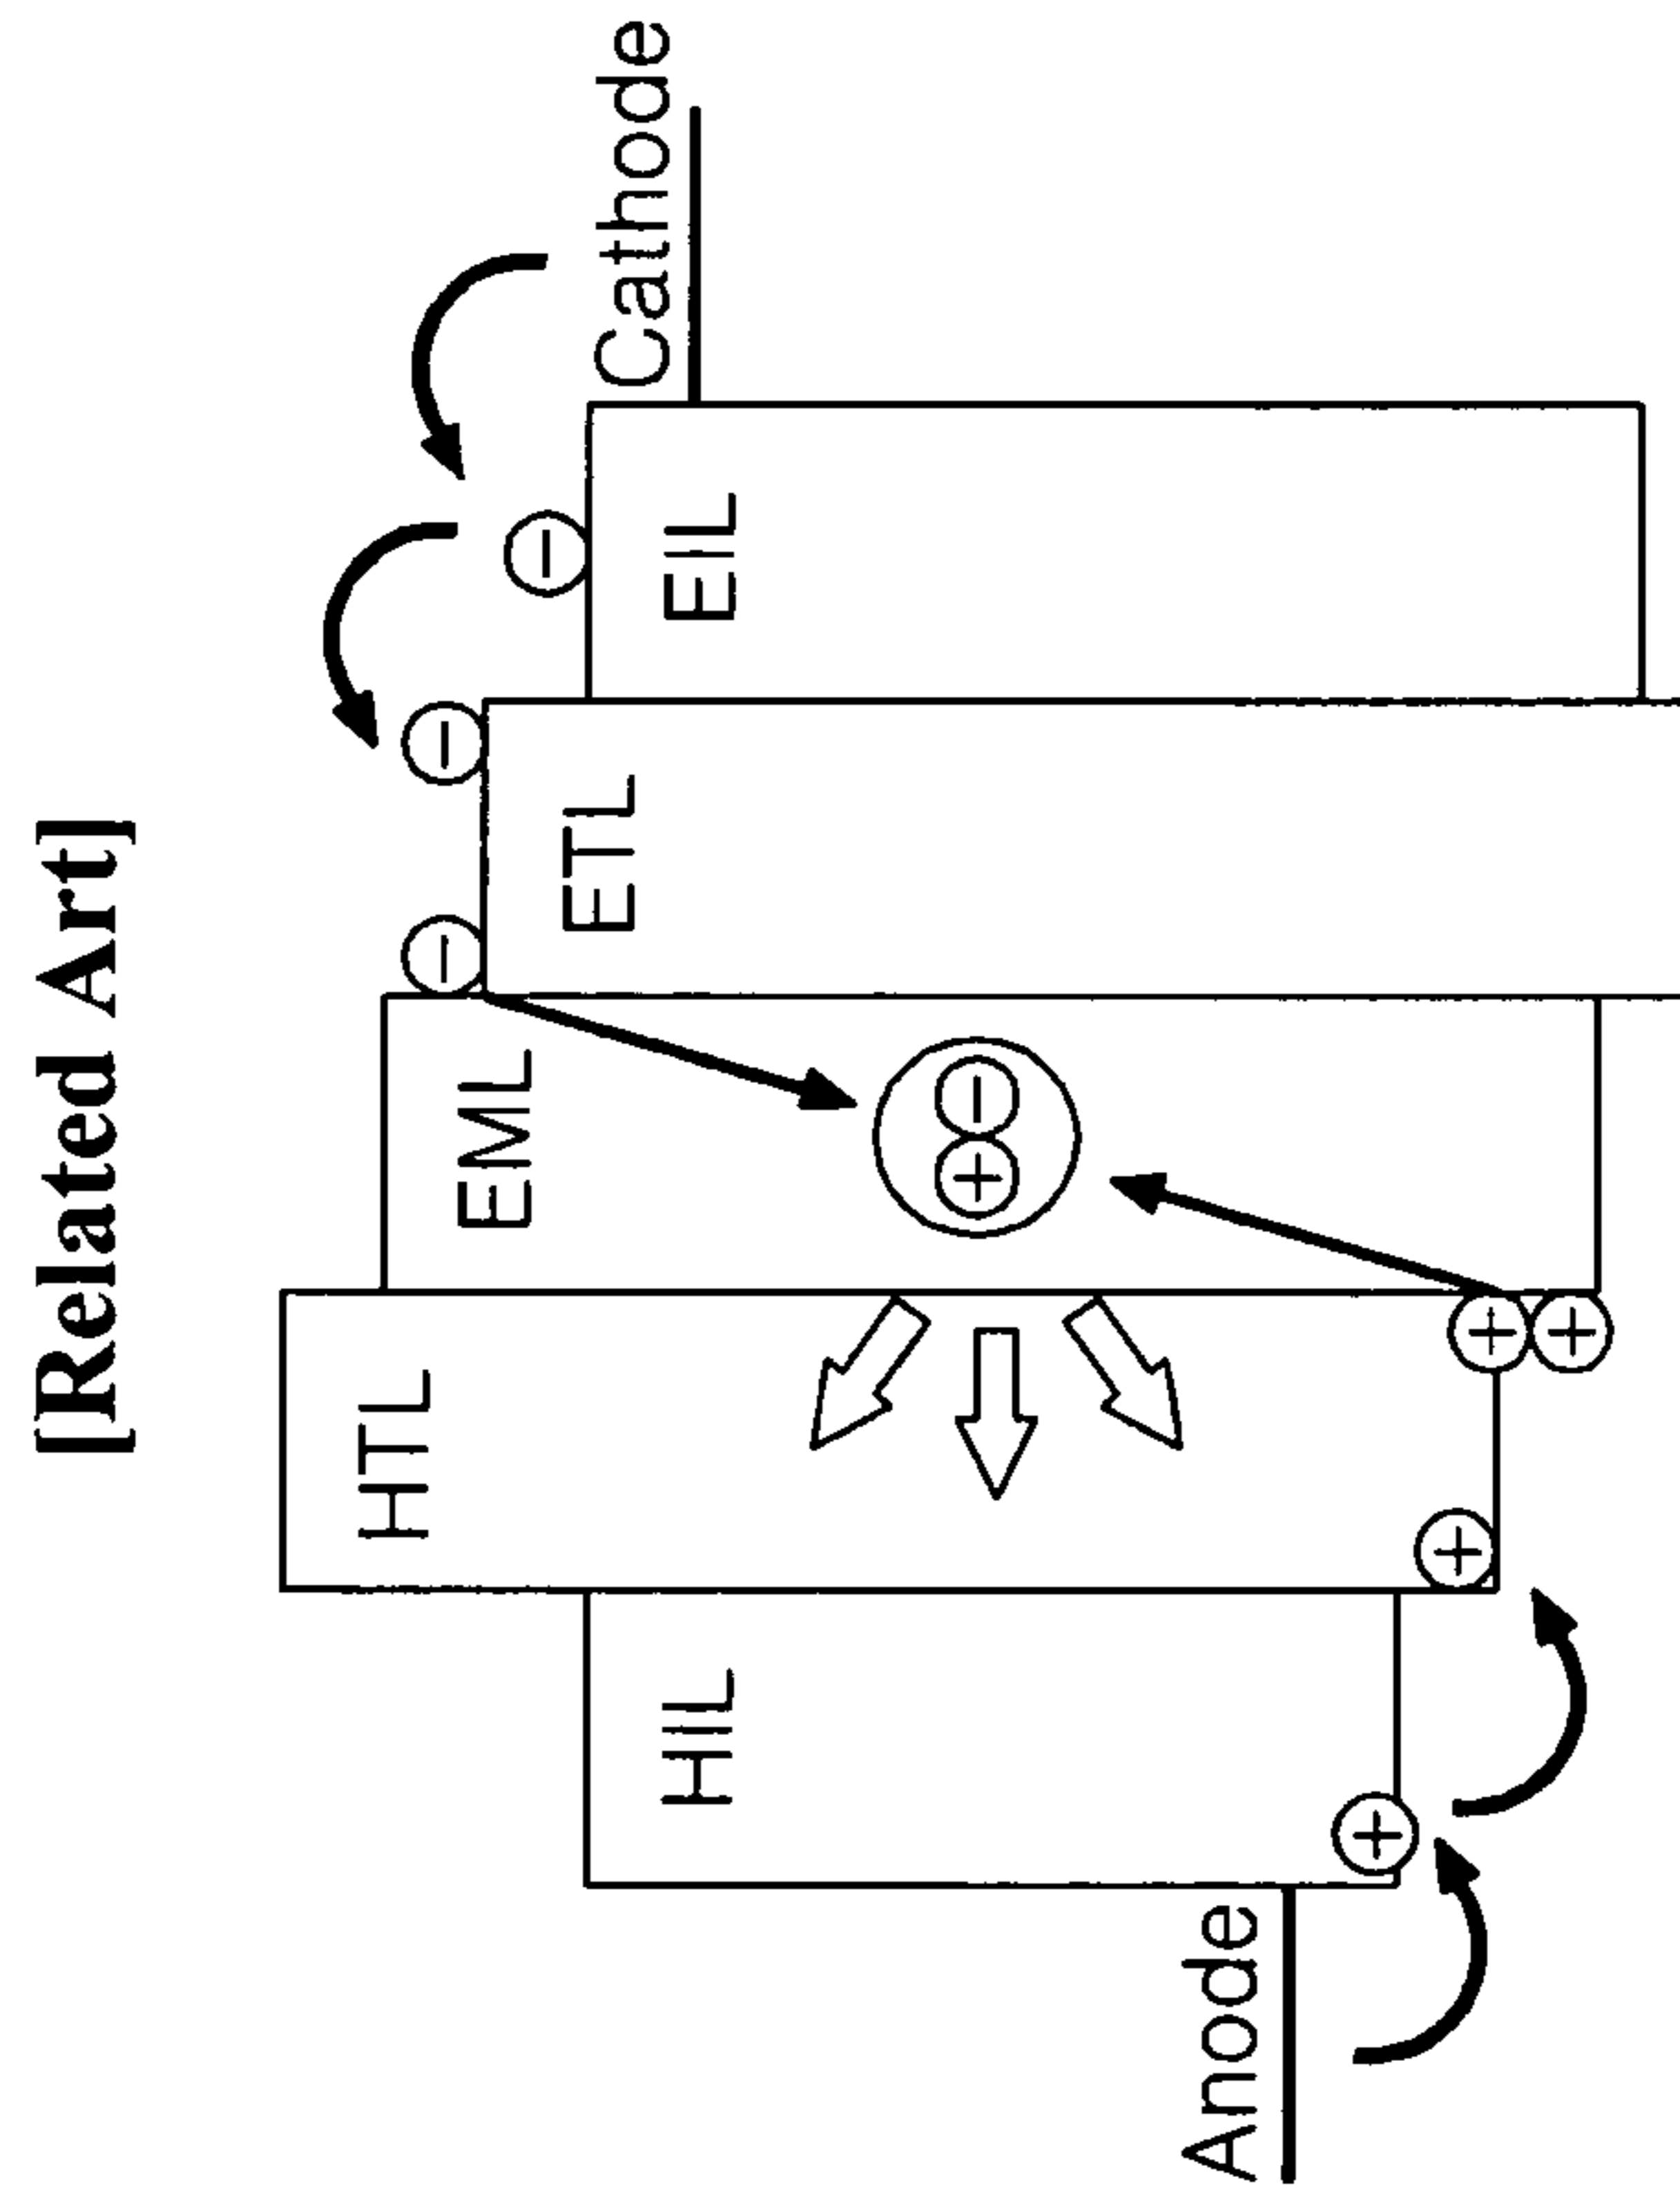 [Related Art]
Anode
HIL
HTL
EML
ETL
EIL
Cathode
+
+
+
+
+
−
−
−
−